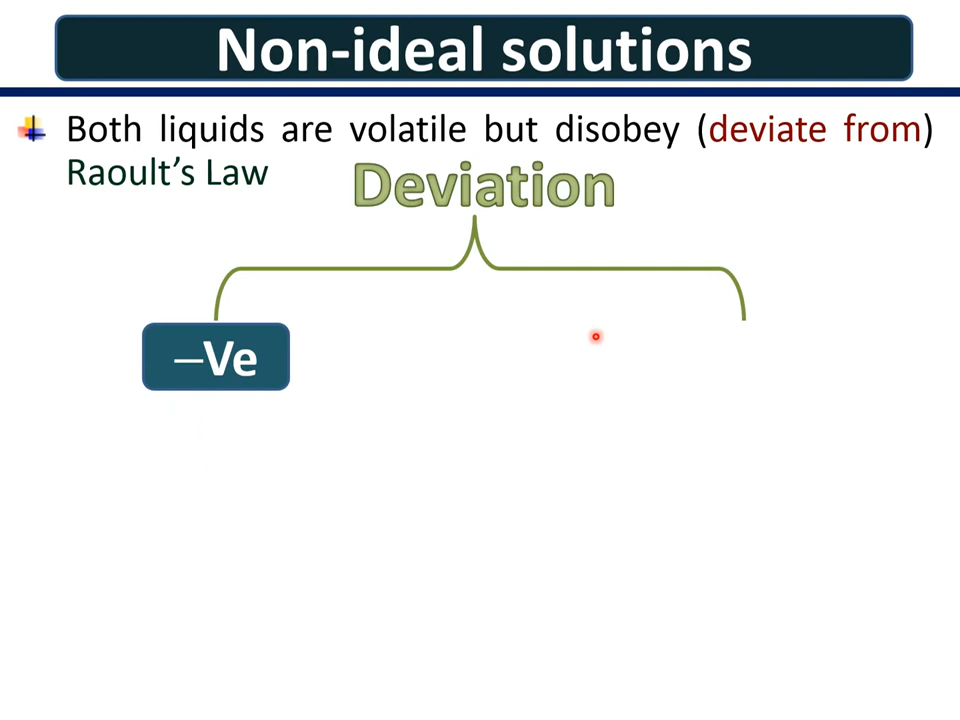 Non-ideal solutions
Both liquids are volatile but disobey (deviate from)
Raoult’s Law
Deviation
–Ve